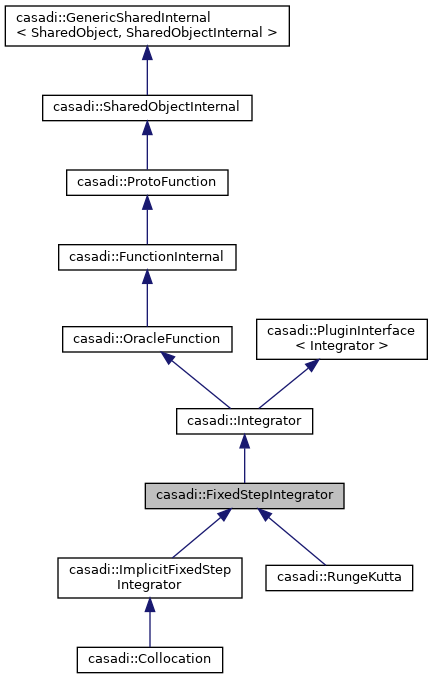 casadi::GenericSharedInternal
< SharedObject, SharedObjectInternal >
casadi::SharedObjectInternal
casadi::ProtoFunction
casadi::FunctionInternal
casadi::OracleFunction
casadi::PluginInterface
< Integrator >
casadi::Integrator
casadi::FixedStepIntegrator
casadi::ImplicitFixedStep
Integrator
casadi::RungeKutta
casadi::Collocation